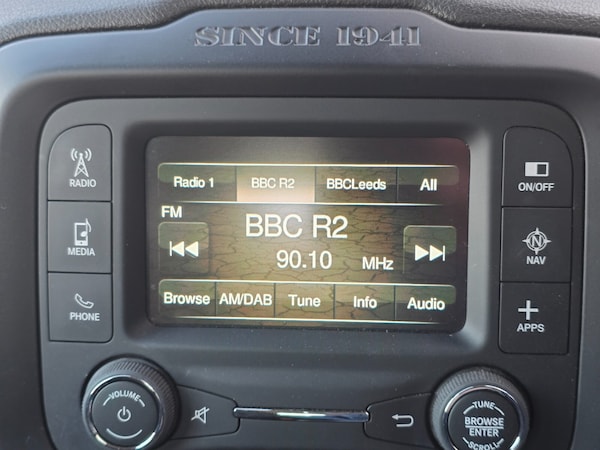 SINCE 1941
RADIO
MEDIA
PHONE
Radio 1 BBC R2 BBCLeeds All
FM
BBC R2
90.10 MHz
Browse AM/DAB Tune Info Audio
ON/OFF
N
NAV
APPS
VOLUME
TUNE
BROWSE
ENTER
SCROLL